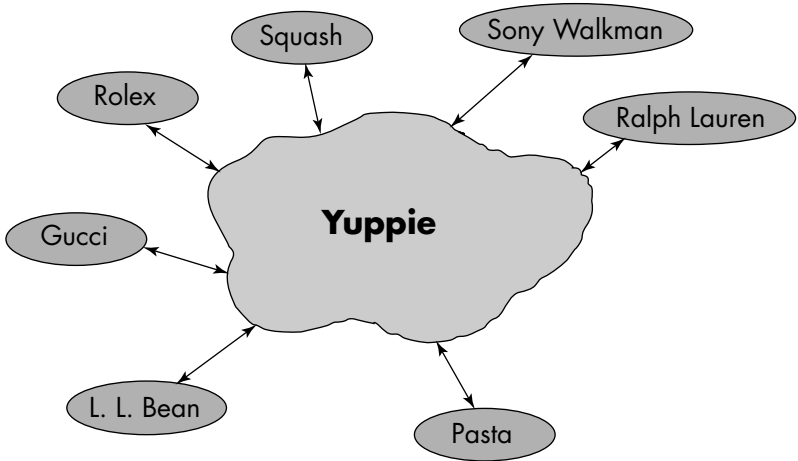 Squash
Sony Walkman
Rolex
Ralph Lauren
Yuppie
Gucci
L. L. Bean
Pasta